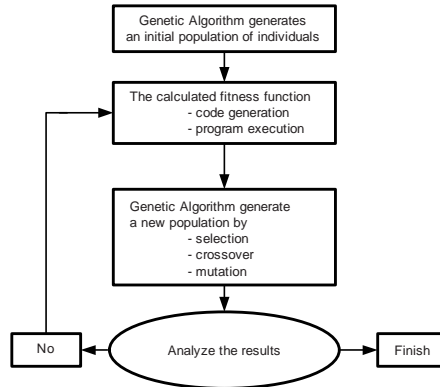 Genetic Algorithm generates
an initial population of individuals
The calculated fitness function
- code generation
- program execution
Genetic Algorithm generate
a new population by
- selection
- crossover
- mutation
No
Analyze the results
Finish